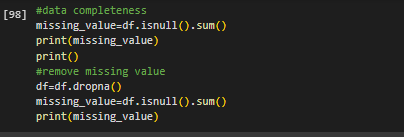 [98] #data completeness
missing_value=df.isnull().sum()
print(missing_value)
print()
#remove missing value
df=df.dropna()
missing_value=df.isnull().sum()
print(missing_value)